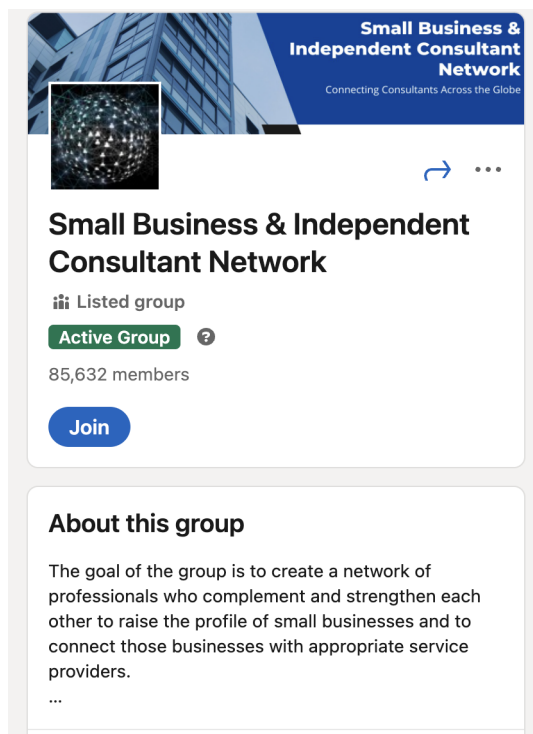 Small Business &
Independent Consultant
Network
Connecting Consultants Across the Globe
Small Business & Independent
Consultant Network
Listed group
Active Group ?
85,632 members
Join
About this group
The goal of the group is to create a network of
professionals who complement and strengthen each
other to raise the profile of small businesses and to
connect those businesses with appropriate service
providers.
...